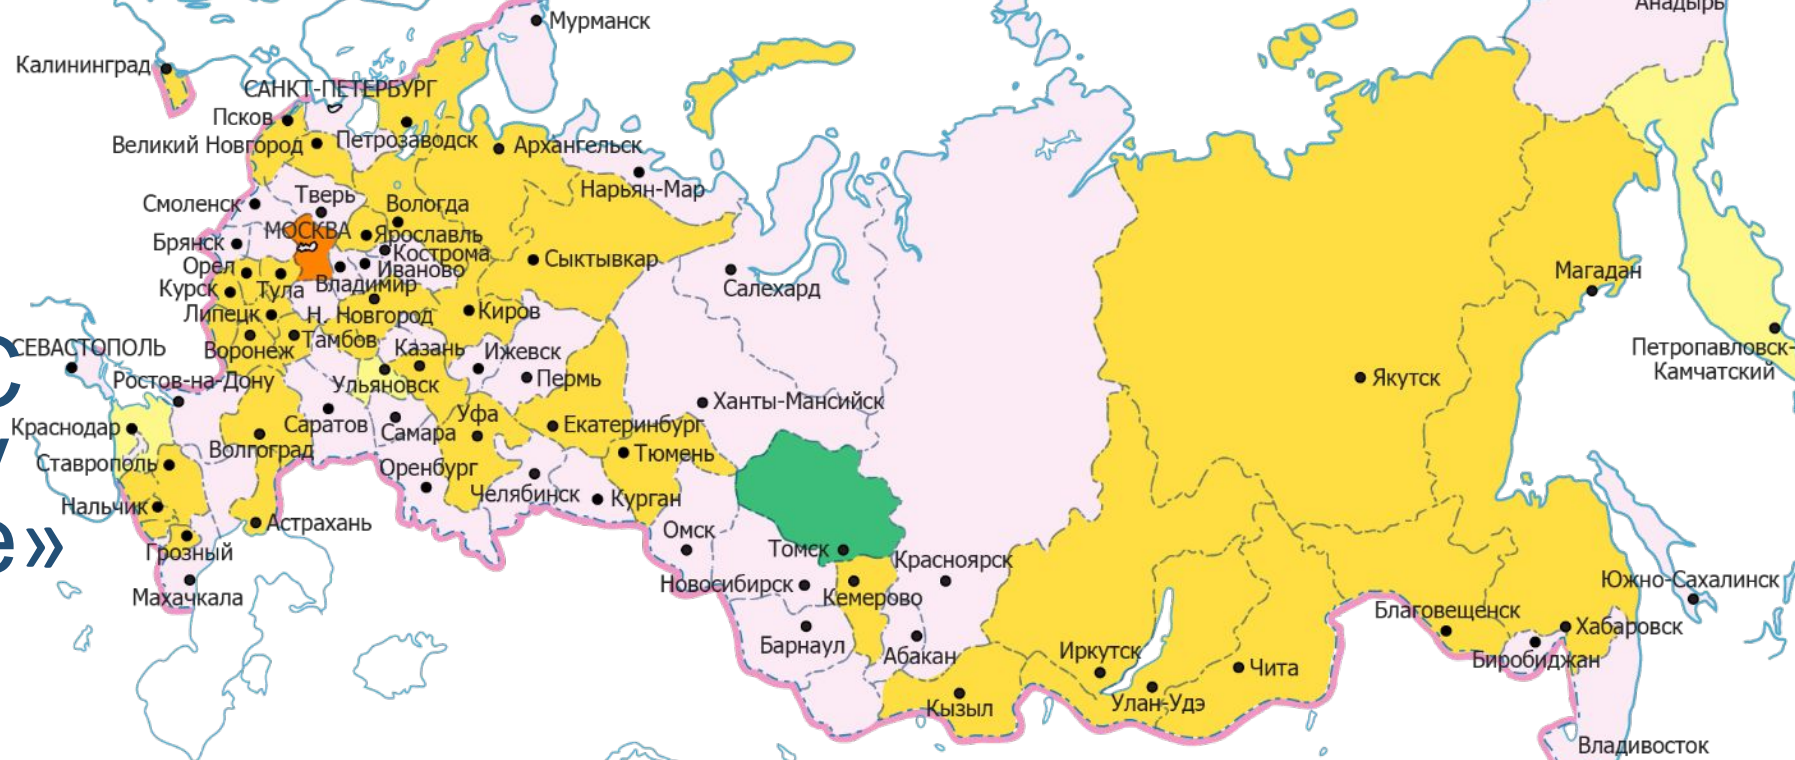 Анадырь
Мурманск
Калининград
САНКТ-ПЕТЕРБУРГ
Псков
Великий Новгород
Петрозаводск
Архангельск
Нарьян-Мар
Смоленск
Тверь
Вологда
МОСКВА
Ярославль
Брянск
Кострома
Сыктывкар
Орел
Иваново
Магадан
Курск
Тула
Владимир
Салехард
Липецк
Н. Новгород
Киров
СЕВАСТОПОЛЬ
Воронеж
Тамбов
Казань
Ижевск
Петропавловск-
Камчатский
Ростов-на-Дону
Ульяновск
Пермь
Якутск
Ханты-Мансийск
Краснодар
Саратов
Самара
Уфа
Екатеринбург
Волгоград
Тюмень
Ставрополь
Оренбург
Челябинск
Курган
Нальчик
Астрахань
Омск
Грозный
Томск
Красноярск
е»
Махачкала
Новосибирск
Кемерово
Южно-Сахалинск
Благовещенск
Хабаровск
Барнаул
Абакан
Иркутск
Чита
Биробиджан
Кызыл
Улан-Удэ
Владивосток